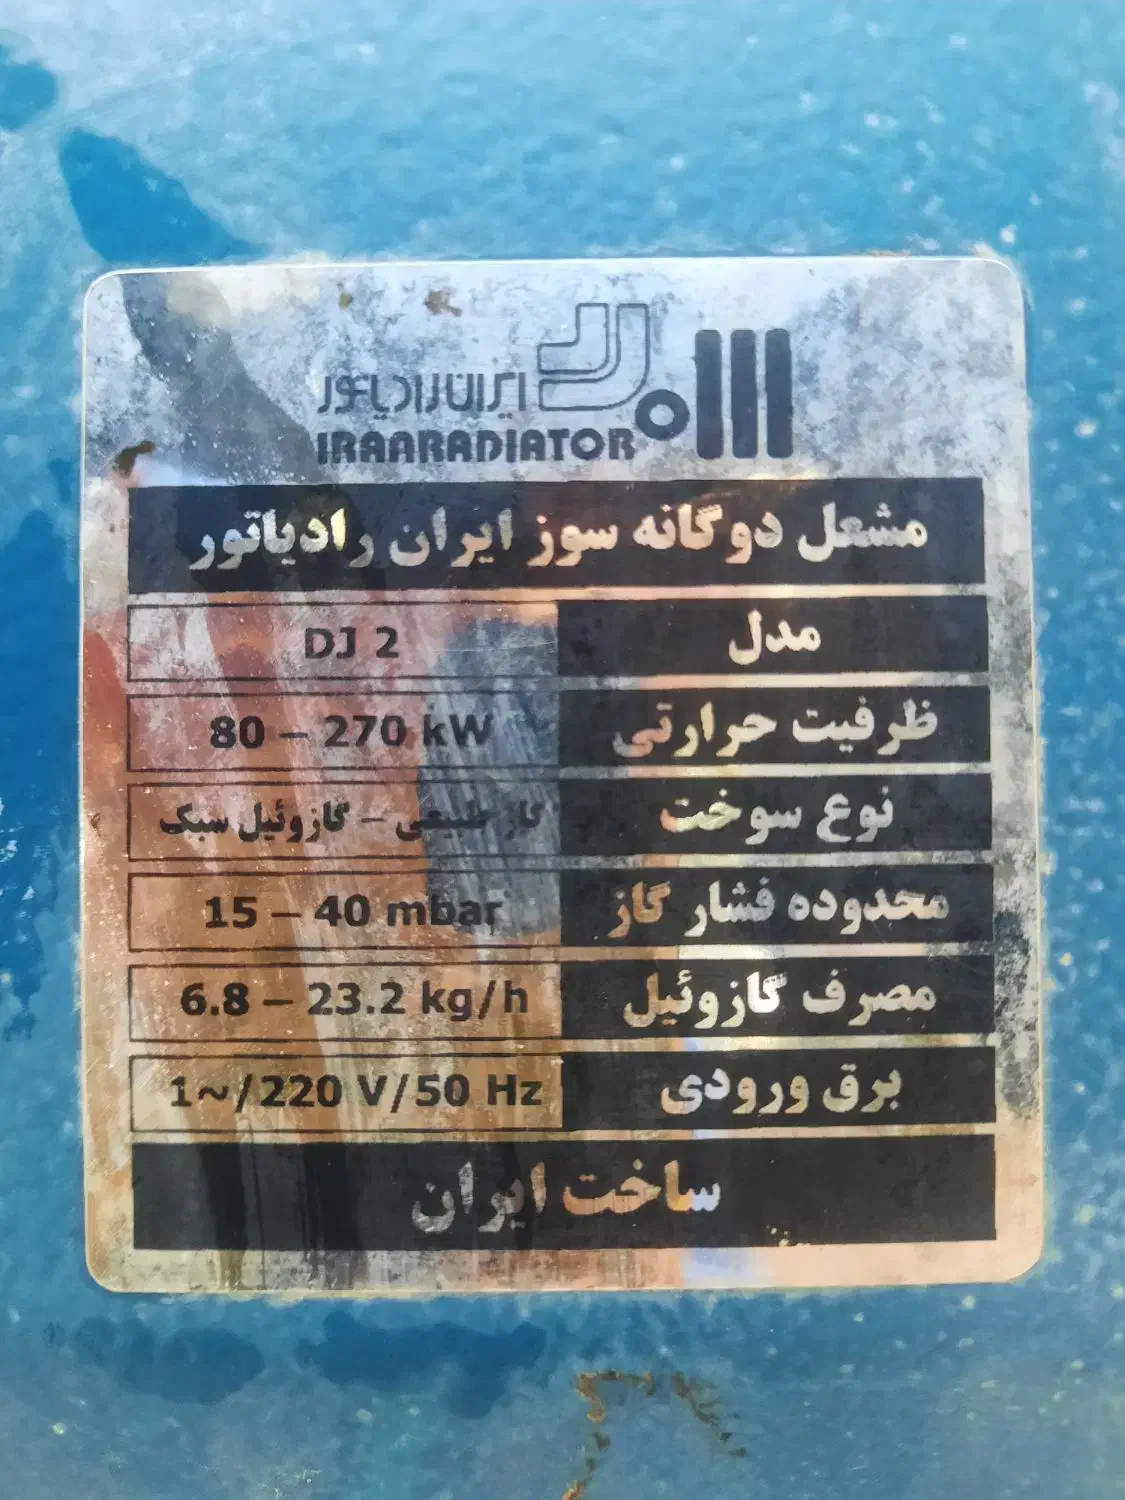 ایران رادیاتور
IRAARADIATOR
مشعل دوگانه سوز ایران رادیاتور
مدل DJ 2
ظرفیت حرارتی 80 – 270 kW
نوع سوخت گاز طبیعی – گازوئیل سبک
محدوده فشار گاز 15 – 40 mbar
مصرف گازوئیل 6.8 – 23.2 kg/h
برق ورودی 1~/220 V/50 Hz
ساخت ایران